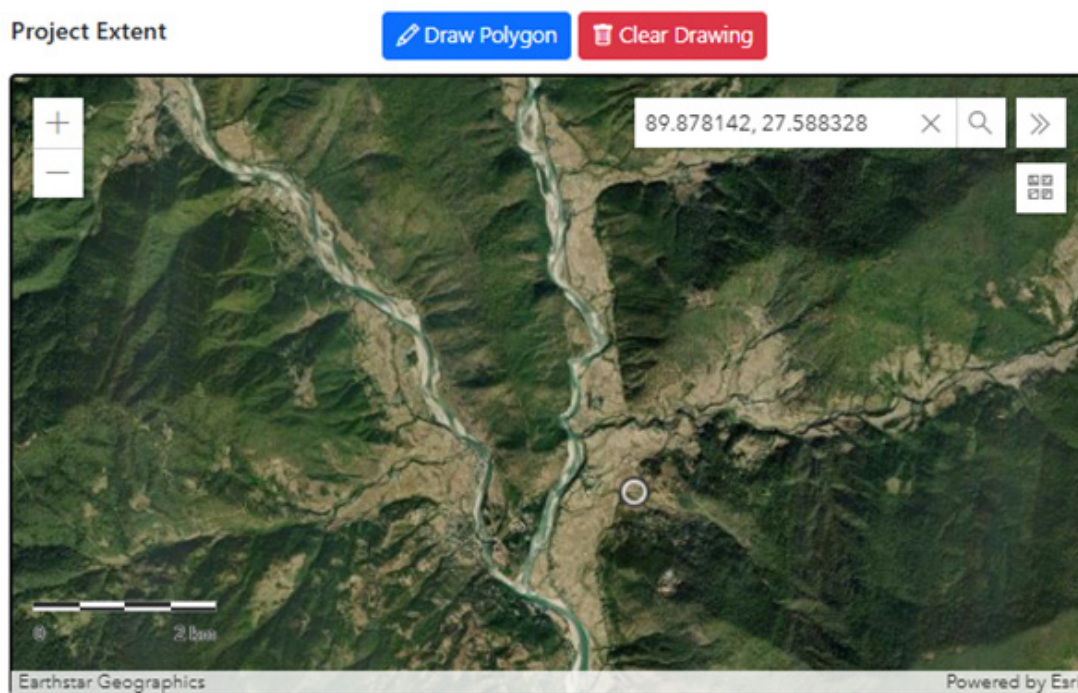 Project Extent
Draw Polygon
Clear Drawing
89.878142, 27.588328
0 2 km
Earthstar Geographics
Powered by Esri